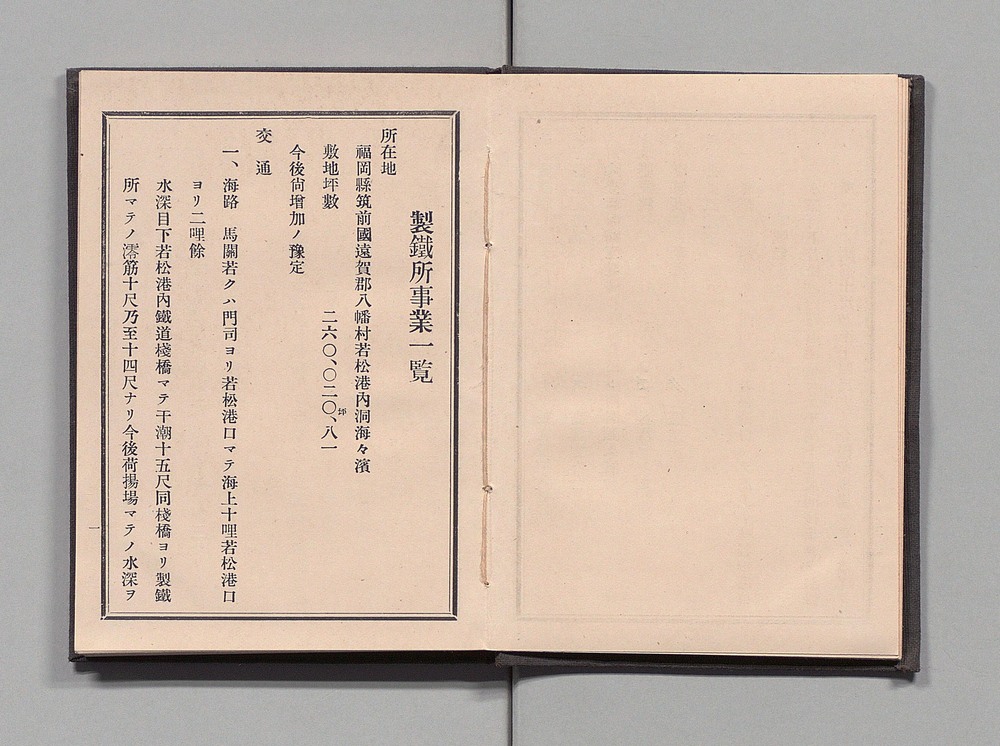 製鐵所事業一覧
所在地
福岡縣筑前國遠賀郡八幡村若松港內洞海々濱
敷地坪數 二六〇、〇二〇、坪八一
今後尙增加ノ豫定
交通
一、海路 馬關若クハ門司ヨリ若松港口マテ海上十哩若松港口
ヨリ二哩餘
水深目下若松港內鐵道棧橋マテ干潮十五尺同棧橋ヨリ製鐵
所マテノ澪筋十尺乃至十四尺ナリ今後荷揚場マテノ水深ヲ
一